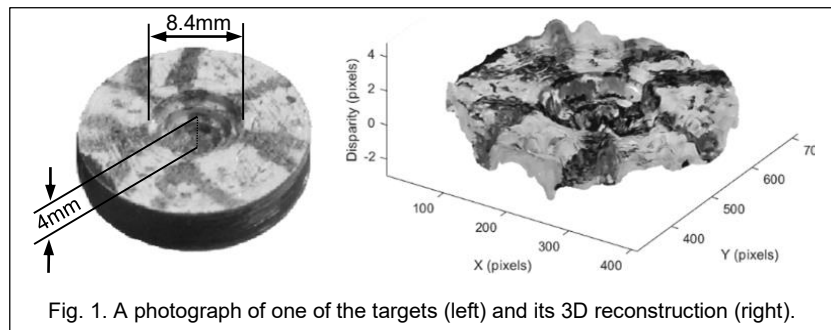 8.4mm
4mm
Disparity (pixels)
4
2
0
-2
100
200
300
400
X (pixels)
400
500
600
Y (pixels)
Fig. 1. A photograph of one of the targets (left) and its 3D reconstruction (right).